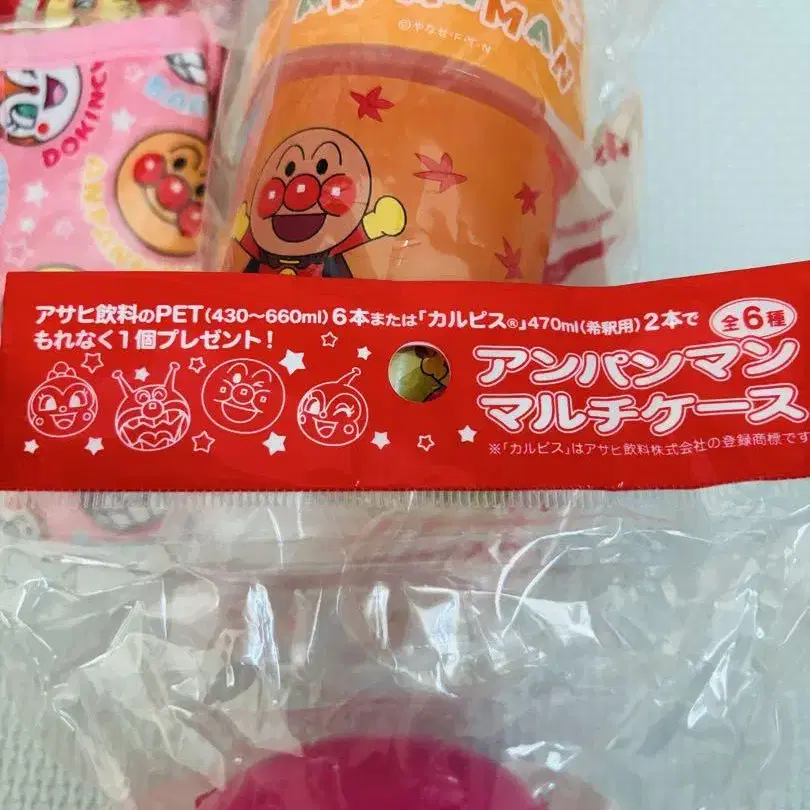 ANPANMAN
©やなせ・F・T・N
DOKINCY
アサヒ飲料のPET(430〜660ml)6本または「カルピス®」470ml(希釈用)2本で
もれなく1個プレゼント!
全6種
アンパンマン
マルチケース
※「カルピス」はアサヒ飲料株式会社の登録商標です